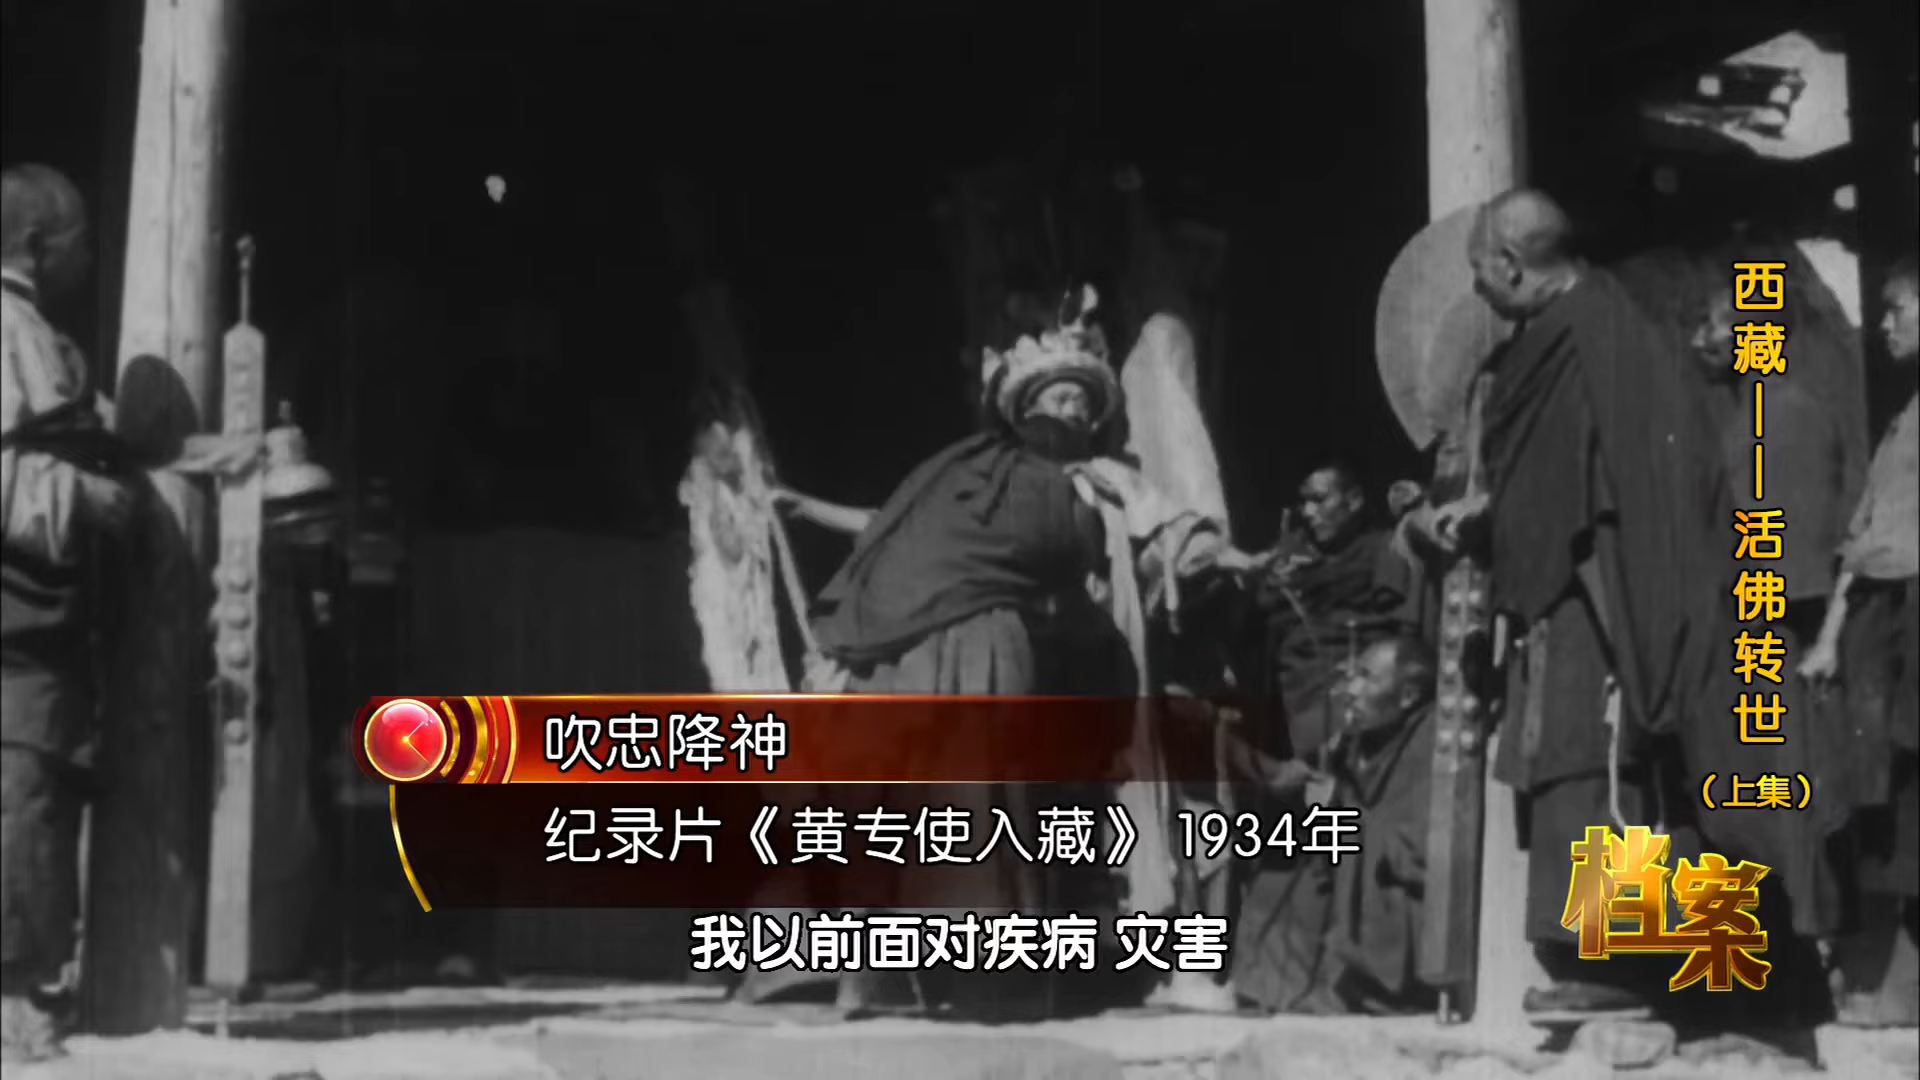 吹忠降神
纪录片《黄专使入藏》 1934年
我以前面对疾病 灾害
西藏——活佛转世
（上集）
档案